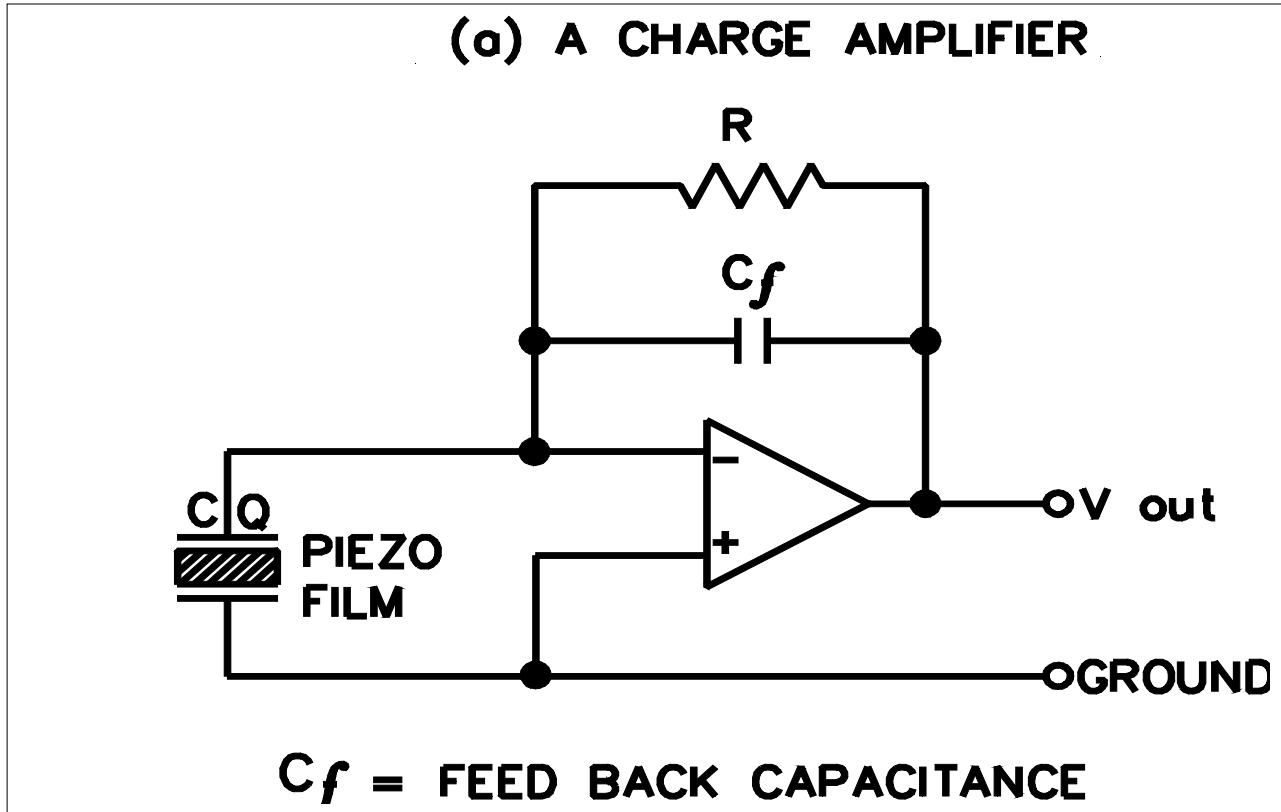 (a) A CHARGE AMPLIFIER
R
Cf
−
+
C Q
PIEZO
FILM
V out
GROUND
Cf = FEED BACK CAPACITANCE